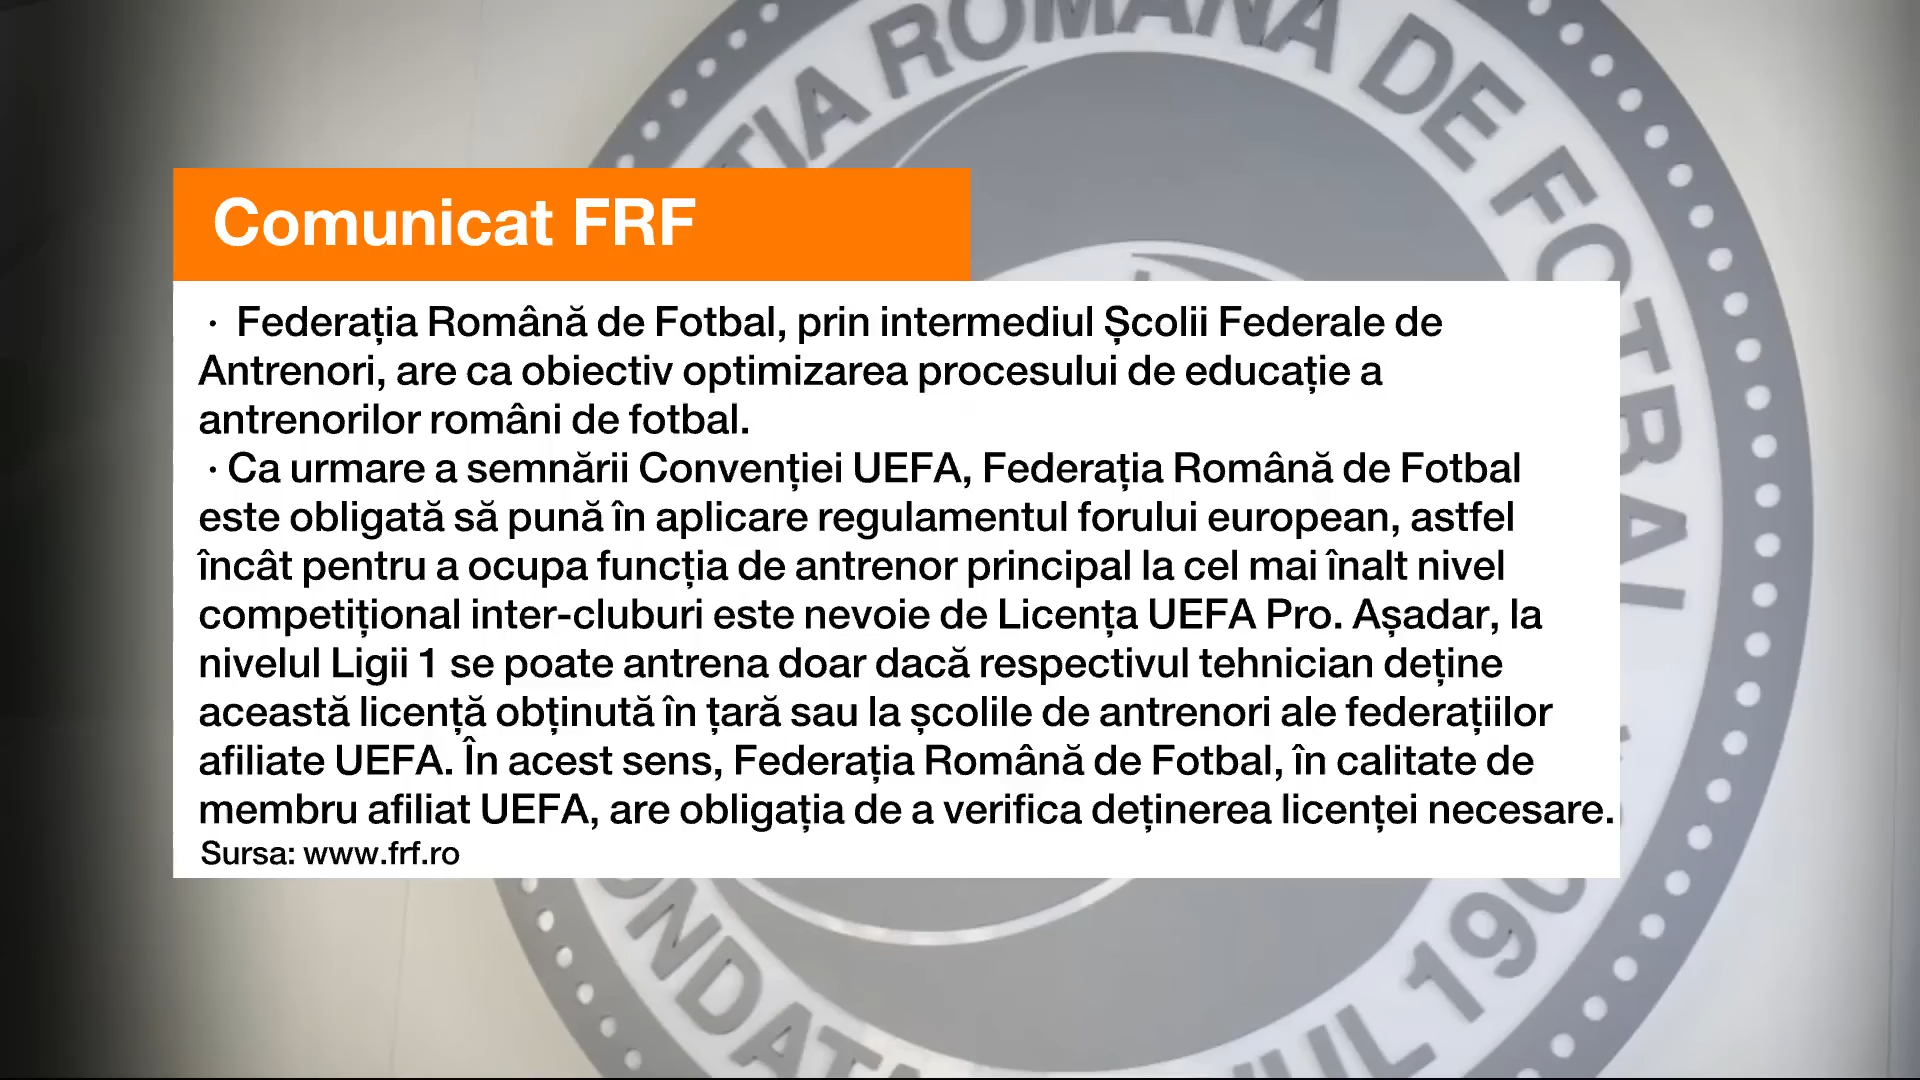 ȚIA ROMÂNĂ DE FOTBAL
Comunicat FRF
· Federația Română de Fotbal, prin intermediul Școlii Federale de
Antrenori, are ca obiectiv optimizarea procesului de educație a
antrenorilor români de fotbal.
· Ca urmare a semnării Convenției UEFA, Federația Română de Fotbal
este obligată să pună în aplicare regulamentul forului european, astfel
încât pentru a ocupa funcția de antrenor principal la cel mai înalt nivel
competițional inter-cluburi este nevoie de Licența UEFA Pro. Așadar, la
nivelul Ligii 1 se poate antrena doar dacă respectivul tehnician deține
această licență obținută în țară sau la școlile de antrenori ale federațiilor
afiliate UEFA. În acest sens, Federația Română de Fotbal, în calitate de
membru afiliat UEFA, are obligația de a verifica deținerea licenței necesare.
Sursa: www.frf.ro